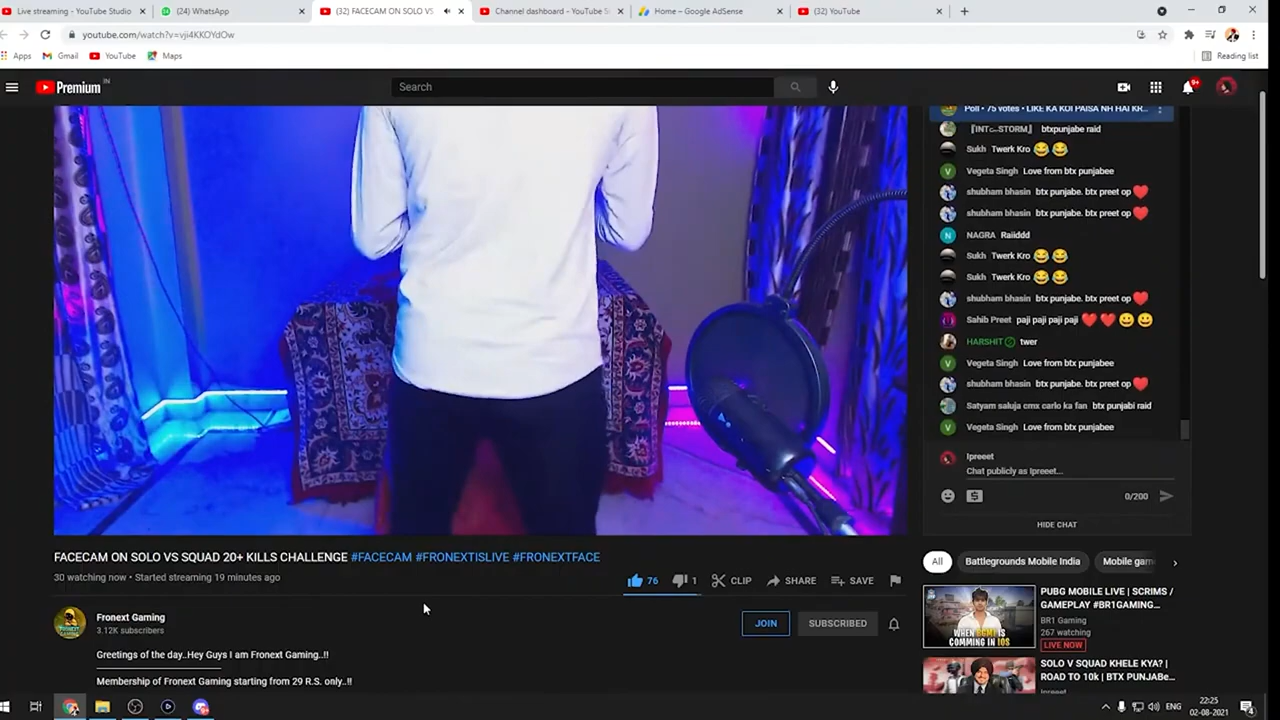 Live streaming - YouTube Studio
(24) WhatsApp
(32) FACECAM ON SOLO VS
Channel dashboard - YouTube S
Home – Google AdSense
(32) YouTube
youtube.com/watch?v=vji4KKOYdOw
Apps
Gmail
YouTube
Maps
Reading list
Premium IN
Search
9+
Poll • 75 votes • LIKE KA KOI PAISA NH HAI KR...
btxpunjabe raid
Sukh Twerk Kro 😂😂
Vegeta Singh Love from btx punjabee
shubham bhasin btx punjabe. btx preet op ❤️
shubham bhasin btx punjabe. btx preet op ❤️
N NAGRA Raiiddd
Sukh Twerk Kro 😂😂
Sukh Twerk Kro 😂😂
shubham bhasin btx punjabe. btx preet op ❤️
Sahib Preet paji paji paji paji ❤️❤️😀😀
HARSHIT twer
V Vegeta Singh Love from btx punjabee
shubham bhasin btx punjabe. btx preet op ❤️
Satyam saluja cmx carlo ka fan btx punjabi raid
V Vegeta Singh Love from btx punjabee
Ipreeet
Chat publicly as Ipreeet...
0/200
HIDE CHAT
FACECAM ON SOLO VS SQUAD 20+ KILLS CHALLENGE #FACECAM #FRONEXTISLIVE #FRONEXTFACE
30 watching now • Started streaming 19 minutes ago
76
1
CLIP
SHARE
SAVE
Fronext Gaming
3.12K subscribers
JOIN
SUBSCRIBED
Greetings of the day..Hey Guys I am Fronext Gaming..!!
Membership of Fronext Gaming starting from 29 R.S. only..!!
All
Battlegrounds Mobile India
Mobile gam
WHEN BGMI IS COMMING IN IOS
PUBG MOBILE LIVE | SCRIMS /
GAMEPLAY #BR1GAMING...
BR1 Gaming
267 watching
LIVE NOW
SOLO V SQUAD KHELE KYA? |
ROAD TO 10k | BTX PUNJABe...
Ipreeet
ENG
22:25
02-08-2021
4